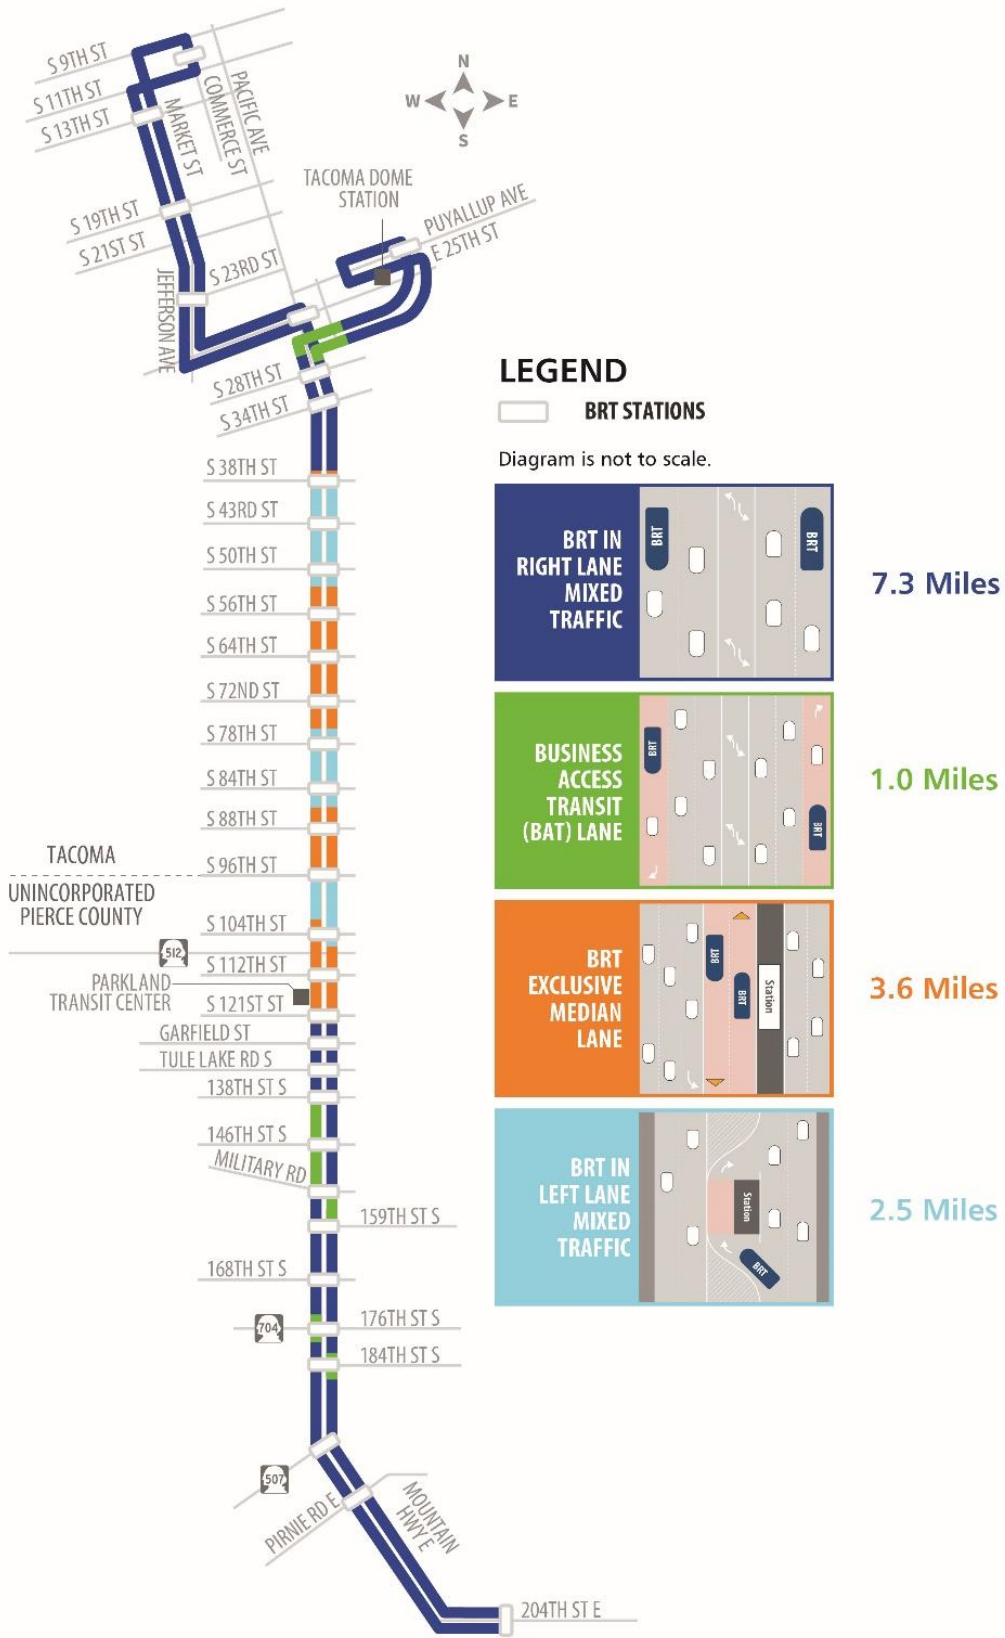 S 9TH ST
S 11TH ST
S 13TH ST
MARKET ST
COMMERCE ST
PACIFIC AVE
N
W
E
S
TACOMA DOME
STATION
PUYALLUP AVE
E 25TH ST
S 19TH ST
S 21ST ST
S 23RD ST
JEFFERSON AVE
S 28TH ST
S 34TH ST
S 38TH ST
S 43RD ST
S 50TH ST
S 56TH ST
S 64TH ST
S 72ND ST
S 78TH ST
S 84TH ST
S 88TH ST
TACOMA
S 96TH ST
UNINCORPORATED
PIERCE COUNTY
S 104TH ST
512
S 112TH ST
PARKLAND
TRANSIT CENTER
S 121ST ST
GARFIELD ST
TULE LAKE RD S
138TH ST S
146TH ST S
MILITARY RD
159TH ST S
168TH ST S
704
176TH ST S
184TH ST S
507
PIRNIE RD E
MOUNTAIN
HWY E
204TH ST E
LEGEND
BRT STATIONS
Diagram is not to scale.
BRT IN
RIGHT LANE
MIXED
TRAFFIC
BRT
BRT
7.3 Miles
BUSINESS
ACCESS
TRANSIT
(BAT) LANE
BRT
BRT
1.0 Miles
BRT
EXCLUSIVE
MEDIAN
LANE
BRT
BRT
Station
3.6 Miles
BRT IN
LEFT LANE
MIXED
TRAFFIC
Station
BRT
2.5 Miles